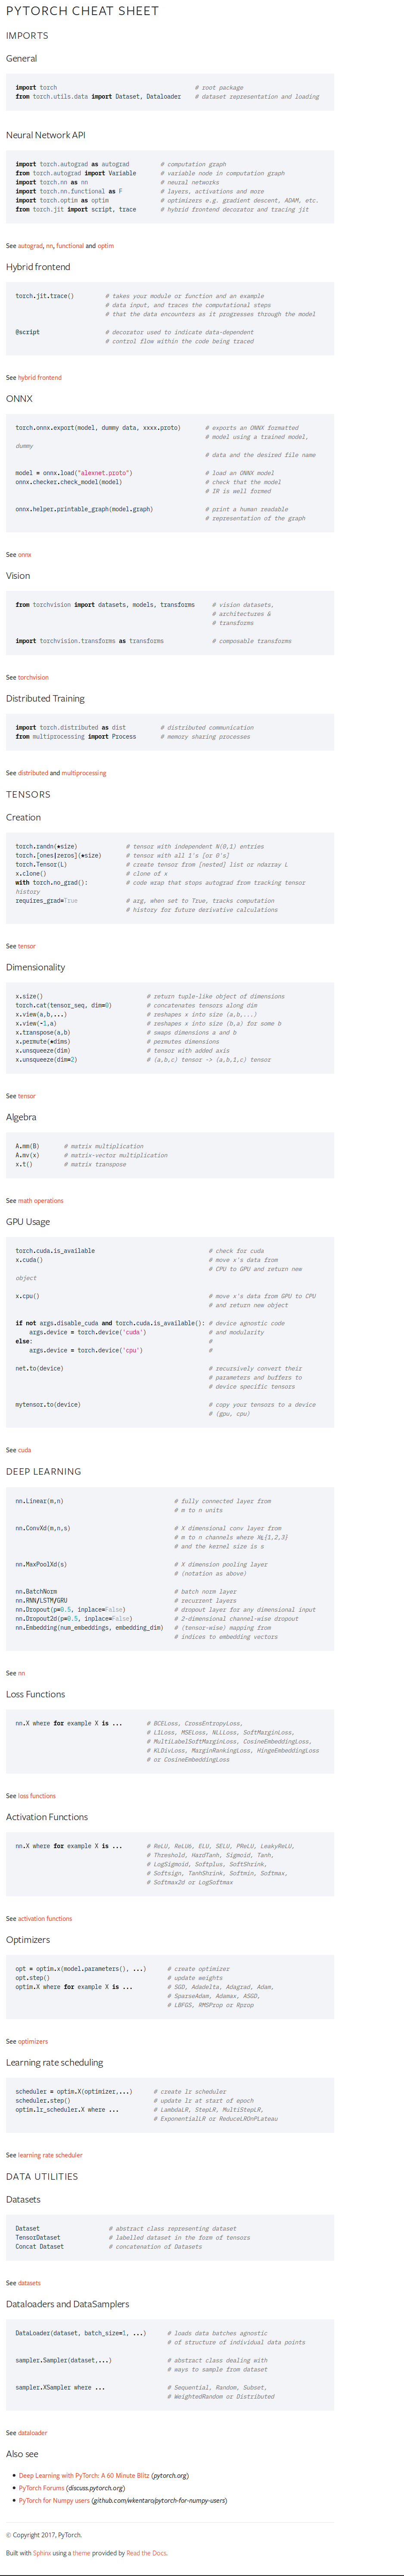 PYTORCH CHEAT SHEET
IMPORTS
General
import torch # root package
from torch.utils.data import Dataset, Dataloader # dataset representation and loading
Neural Network API
import torch.autograd as autograd # computation graph
from torch.autograd import Variable # variable node in computation graph
import torch.nn as nn # neural networks
import torch.nn.functional as F # layers, activations and more
import torch.optim as optim # optimizers e.g. gradient descent, ADAM, etc.
from torch.jit import script, trace # hybrid frontend decorator and tracing jit
See autograd, nn, functional and optim
Hybrid frontend
torch.jit.trace() # takes your module or function and an example
# data input, and traces the computational steps
# that the data encounters as it progresses through the model
@script # decorator used to indicate data-dependent
# control flow within the code being traced
See hybrid frontend
ONNX
torch.onnx.export(model, dummy data, xxxx.proto) # exports an ONNX formatted
# model using a trained model,
dummy
# data and the desired file name
model = onnx.load("alexnet.proto") # load an ONNX model
onnx.checker.check_model(model) # check that the model
# IR is well formed
onnx.helper.printable_graph(model.graph) # print a human readable
# representation of the graph
See onnx
Vision
from torchvision import datasets, models, transforms # vision datasets,
# architectures &
# transforms
import torchvision.transforms as transforms # composable transforms
See torchvision
Distributed Training
import torch.distributed as dist # distributed communication
from multiprocessing import Process # memory sharing processes
See distributed and multiprocessing
TENSORS
Creation
torch.randn(*size) # tensor with independent N(0,1) entries
torch.[ones|zeros](*size) # tensor with all 1's [or 0's]
torch.Tensor(L) # create tensor from [nested] list or ndarray L
x.clone() # clone of x
with torch.no_grad(): # code wrap that stops autograd from tracking tensor
history
requires_grad=True # arg, when set to True, tracks computation
# history for future derivative calculations
See tensor
Dimensionality
x.size() # return tuple-like object of dimensions
torch.cat(tensor_seq, dim=0) # concatenates tensors along dim
x.view(a,b,...) # reshapes x into size (a,b,...)
x.view(-1,a) # reshapes x into size (b,a) for some b
x.transpose(a,b) # swaps dimensions a and b
x.permute(*dims) # permutes dimensions
x.unsqueeze(dim) # tensor with added axis
x.unsqueeze(dim=2) # (a,b,c) tensor -> (a,b,1,c) tensor
See tensor
Algebra
A.mm(B) # matrix multiplication
A.mv(x) # matrix-vector multiplication
x.t() # matrix transpose
See math operations
GPU Usage
torch.cuda.is_available # check for cuda
x.cuda() # move x's data from
# CPU to GPU and return new
object
x.cpu() # move x's data from GPU to CPU
# and return new object
if not args.disable_cuda and torch.cuda.is_available(): # device agnostic code
args.device = torch.device('cuda') # and modularity
else: #
args.device = torch.device('cpu') #
net.to(device) # recursively convert their
# parameters and buffers to
# device specific tensors
mytensor.to(device) # copy your tensors to a device
# (gpu, cpu)
See cuda
DEEP LEARNING
nn.Linear(m,n) # fully connected layer from
# m to n units
nn.ConvXd(m,n,s) # X dimensional conv layer from
# m to n channels where X⍷{1,2,3}
# and the kernel size is s
nn.MaxPoolXd(s) # X dimension pooling layer
# (notation as above)
nn.BatchNorm # batch norm layer
nn.RNN/LSTM/GRU # recurrent layers
nn.Dropout(p=0.5, inplace=False) # dropout layer for any dimensional input
nn.Dropout2d(p=0.5, inplace=False) # 2-dimensional channel-wise dropout
nn.Embedding(num_embeddings, embedding_dim) # (tensor-wise) mapping from
# indices to embedding vectors
See nn
Loss Functions
nn.X where for example X is ... # BCELoss, CrossEntropyLoss,
# L1Loss, MSELoss, NLLLoss, SoftMarginLoss,
# MultiLabelSoftMarginLoss, CosineEmbeddingLoss,
# KLDivLoss, MarginRankingLoss, HingeEmbeddingLoss
# or CosineEmbeddingLoss
See loss functions
Activation Functions
nn.X where for example X is ... # ReLU, ReLU6, ELU, SELU, PReLU, LeakyReLU,
# Threshold, HardTanh, Sigmoid, Tanh,
# LogSigmoid, Softplus, SoftShrink,
# Softsign, TanhShrink, Softmin, Softmax,
# Softmax2d or LogSoftmax
See activation functions
Optimizers
opt = optim.x(model.parameters(), ...) # create optimizer
opt.step() # update weights
optim.X where for example X is ... # SGD, Adadelta, Adagrad, Adam,
# SparseAdam, Adamax, ASGD,
# LBFGS, RMSProp or Rprop
See optimizers
Learning rate scheduling
scheduler = optim.X(optimizer,...) # create lr scheduler
scheduler.step() # update lr at start of epoch
optim.lr_scheduler.X where ... # LambdaLR, StepLR, MultiStepLR,
# ExponentialLR or ReduceLROnPLateau
See learning rate scheduler
DATA UTILITIES
Datasets
Dataset # abstract class representing dataset
TensorDataset # labelled dataset in the form of tensors
Concat Dataset # concatenation of Datasets
See datasets
Dataloaders and DataSamplers
DataLoader(dataset, batch_size=1, ...) # loads data batches agnostic
# of structure of individual data points
sampler.Sampler(dataset,...) # abstract class dealing with
# ways to sample from dataset
sampler.XSampler where ... # Sequential, Random, Subset,
# WeightedRandom or Distributed
See dataloader
Also see
• Deep Learning with PyTorch: A 60 Minute Blitz (pytorch.org)
• PyTorch Forums (discuss.pytorch.org)
• PyTorch for Numpy users (github.com/wkentaro/pytorch-for-numpy-users)
© Copyright 2017, PyTorch.
Built with Sphinx using a theme provided by Read the Docs.